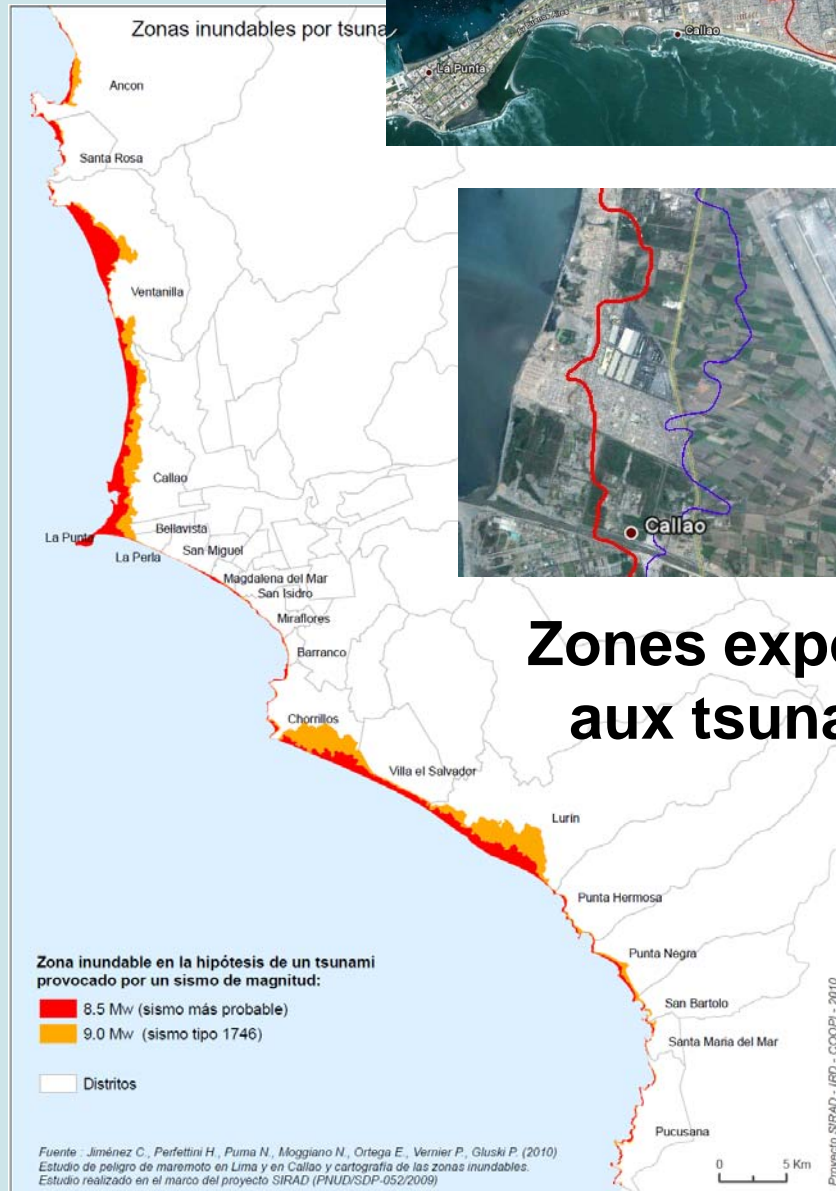 Zonas inundables por tsuna
Av Buenos Aires
Callao
La Punta
Ancon
Santa Rosa
Ventanilla
Callao
Callao
La Punta
Bellavista
La Perla
San Miguel
Magdalena del Mar
San Isidro
Miraflores
Barranco
Zones expo
aux tsuna
Chorrillos
Villa el Salvador
Lurin
Punta Hermosa
Punta Negra
San Bartolo
Santa Maria del Mar
Pucusana
Zona inundable en la hipótesis de un tsunami
provocado por un sismo de magnitud:
8.5 Mw (sismo más probable)
9.0 Mw (sismo tipo 1746)
Distritos
Fuente : Jiménez C., Perfettini H., Puma N., Moggiano N., Ortega E., Vernier P., Gluski P. (2010)
Estudio de peligro de maremoto en Lima y en Callao y cartografía de las zonas inundables.
Estudio realizado en el marco del proyecto SIRAD (PNUD/SDP-052/2009)
0 5 Km
Proyecto SIRAD - IRD - COOPI - 2010